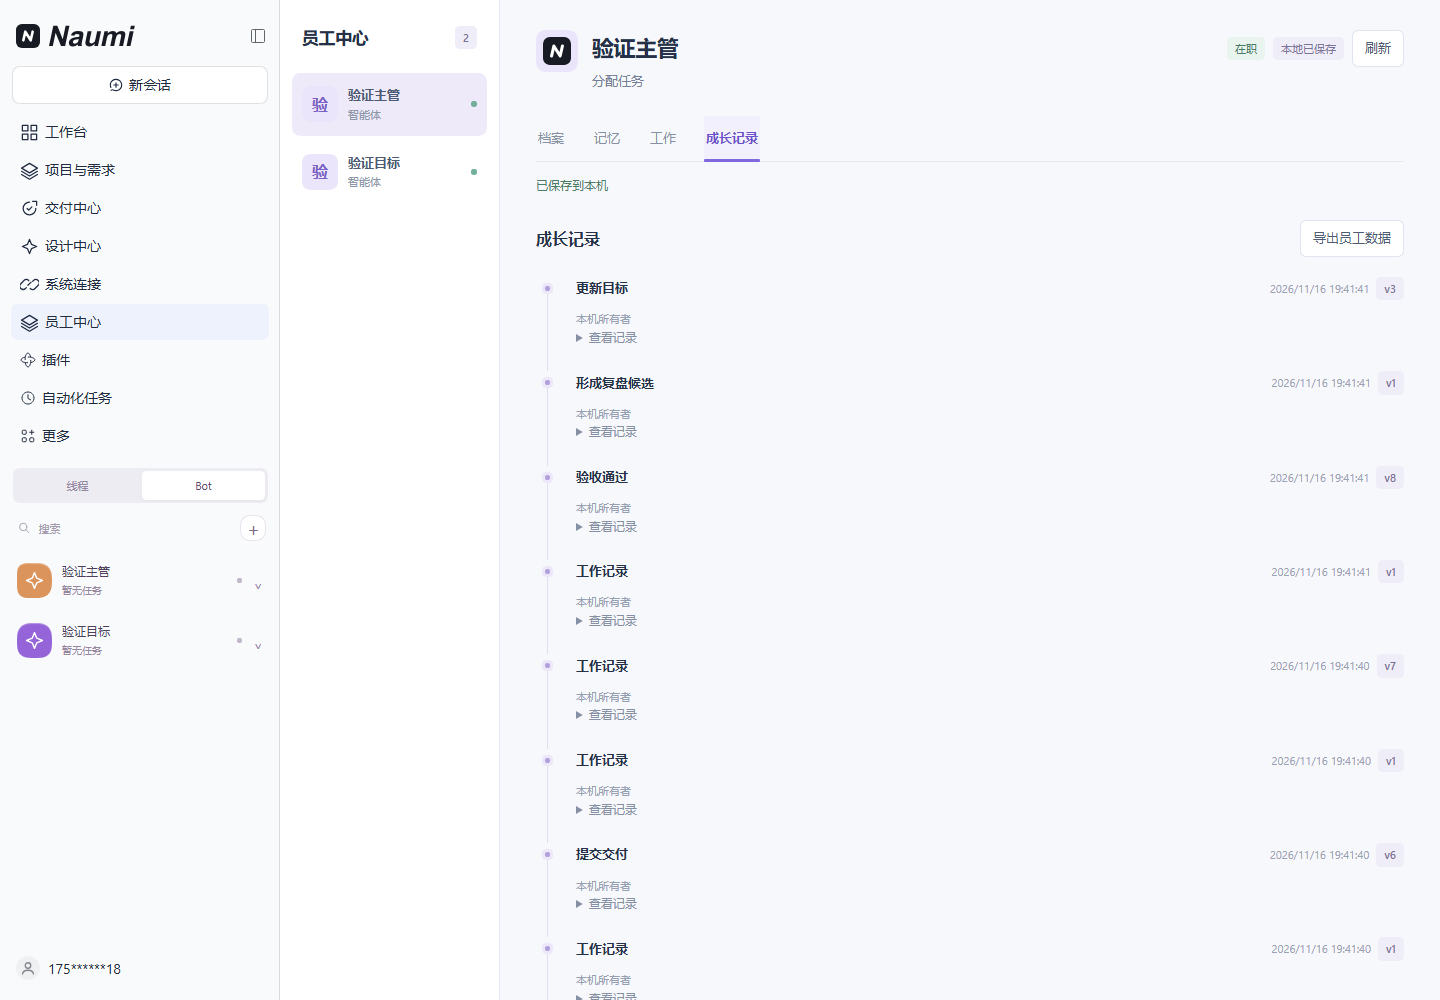 Naumi
新会话
工作台
项目与需求
交付中心
设计中心
系统连接
员工中心
插件
自动化任务
更多
线程
Bot
搜索
验证主管
暂无任务
验证目标
暂无任务
175******18
员工中心
2
验
验证主管
智能体
验
验证目标
智能体
验证主管
分配任务
在职
本地已保存
刷新
档案
记忆
工作
成长记录
已保存到本机
成长记录
导出员工数据
更新目标
2026/11/16 19:41:41
v3
本机所有者
查看记录
形成复盘候选
2026/11/16 19:41:41
v1
本机所有者
查看记录
验收通过
2026/11/16 19:41:41
v8
本机所有者
查看记录
工作记录
2026/11/16 19:41:41
v1
本机所有者
查看记录
工作记录
2026/11/16 19:41:40
v7
本机所有者
查看记录
工作记录
2026/11/16 19:41:40
v1
本机所有者
查看记录
提交交付
2026/11/16 19:41:40
v6
本机所有者
查看记录
工作记录
2026/11/16 19:41:40
v1
本机所有者
查看记录